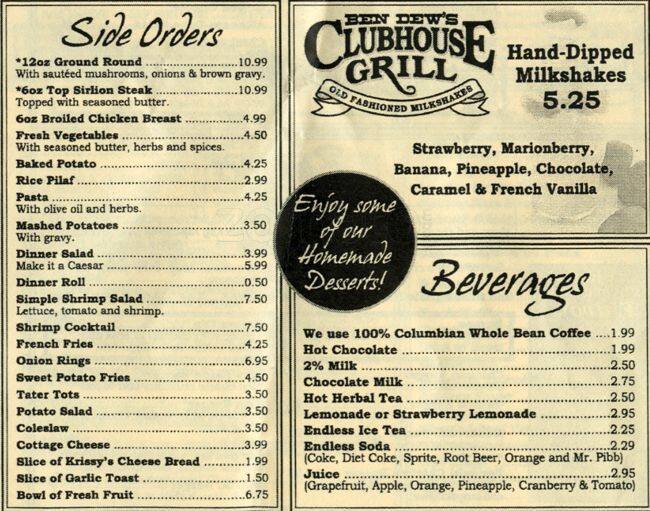 Side Orders
*12oz Ground Round ..........10.99
With sautéed mushrooms, onions & brown gravy.
*6oz Top Sirlion Steak ..........10.99
Topped with seasoned butter.
6oz Broiled Chicken Breast ..........4.99
Fresh Vegetables ..........4.50
With seasoned butter, herbs and spices.
Baked Potato ..........4.25
Rice Pilaf ..........2.99
Pasta ..........4.25
With olive oil and herbs.
Mashed Potatoes ..........3.50
With gravy.
Dinner Salad ..........3.99
Make it a Caesar ..........5.99
Dinner Roll ..........0.50
Simple Shrimp Salad ..........7.50
Lettuce, tomato and shrimp.
Shrimp Cocktail ..........7.50
French Fries ..........4.25
Onion Rings ..........6.95
Sweet Potato Fries ..........4.50
Tater Tots ..........3.50
Potato Salad ..........3.50
Coleslaw ..........3.50
Cottage Cheese ..........3.99
Slice of Krissy's Cheese Bread ..........1.99
Slice of Garlic Toast ..........1.50
Bowl of Fresh Fruit ..........6.75
BEN DEW'S
CLUBHOUSE
GRILL
OLD FASHIONED MILKSHAKES
Hand-Dipped
Milkshakes
5.25
Strawberry, Marionberry,
Banana, Pineapple, Chocolate,
Caramel & French Vanilla
Enjoy some
of our
Homemade
Desserts!
Beverages
We use 100% Columbian Whole Bean Coffee ....1.99
Hot Chocolate ..........1.99
2% Milk ..........2.50
Chocolate Milk ..........2.75
Hot Herbal Tea ..........2.50
Lemonade or Strawberry Lemonade ..........2.95
Endless Ice Tea ..........2.25
Endless Soda ..........2.29
(Coke, Diet Coke, Sprite, Root Beer, Orange and Mr. Pibb)
Juice ..........2.95
(Grapefruit, Apple, Orange, Pineapple, Cranberry & Tomato)